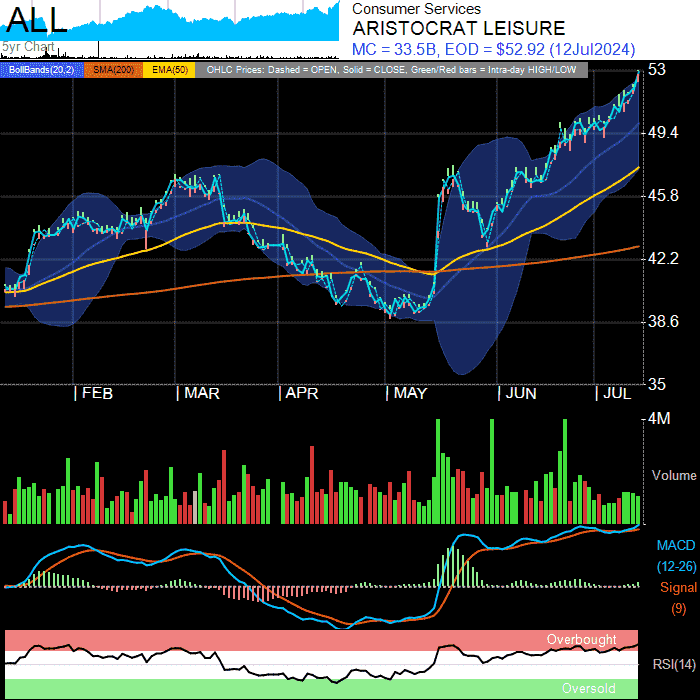 ALL
5yr Chart
Consumer Services
ARISTOCRAT LEISURE
MC = 33.5B, EOD = $52.92 (12Jul2024)
BollBands(20,2) SMA(200) EMA(50) OHLC Prices: Dashed = OPEN, Solid = CLOSE, Green/Red bars = Intra-day HIGH/LOW
53
49.4
45.8
42.2
38.6
35
| FEB | MAR | APR | MAY | JUN | JUL
4M
Volume
MACD
(12-26)
Signal
(9)
Overbought
RSI(14)
Oversold